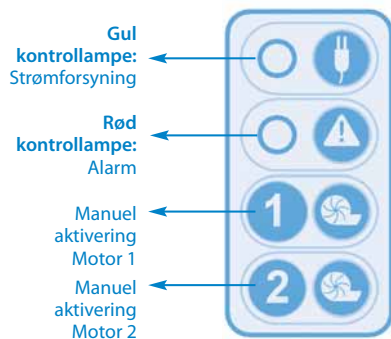 Gul
kontrollampe:
Strømforsyning
Rød
kontrollampe:
Alarm
Manuel
aktivering
Motor 1
1
Manuel
aktivering
Motor 2
2